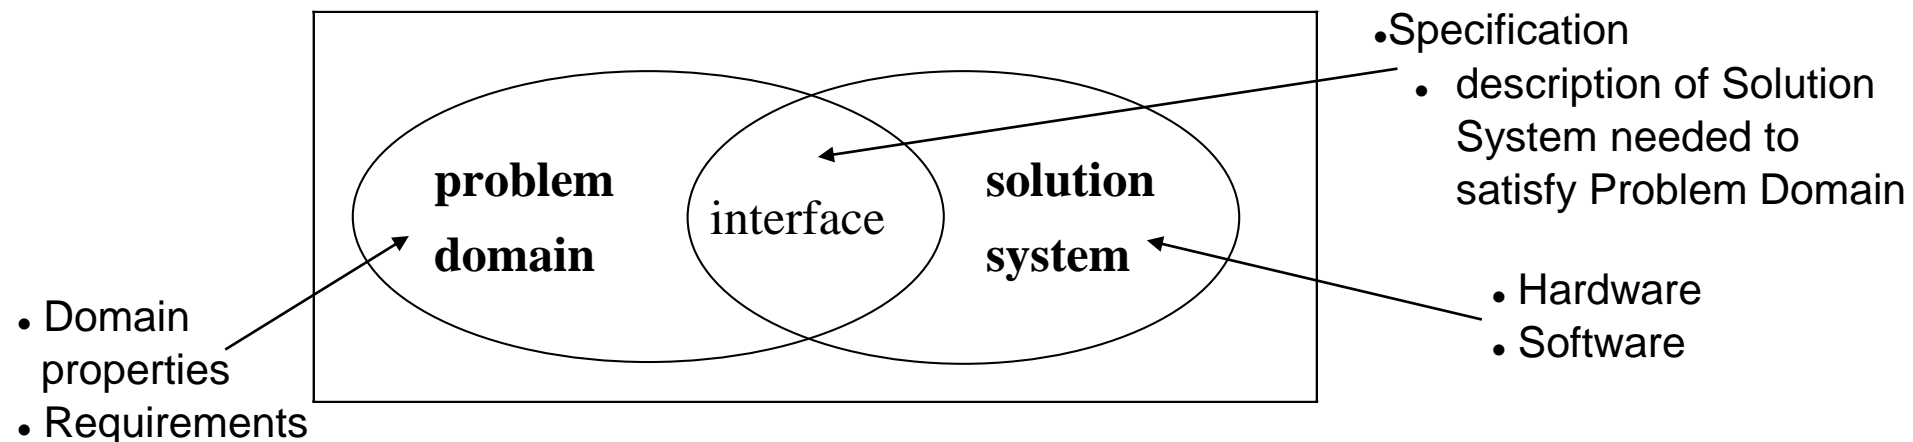 •Specification
• description of Solution
System needed to
satisfy Problem Domain
problem
domain
interface
solution
system
• Domain
properties
• Requirements
• Hardware
• Software